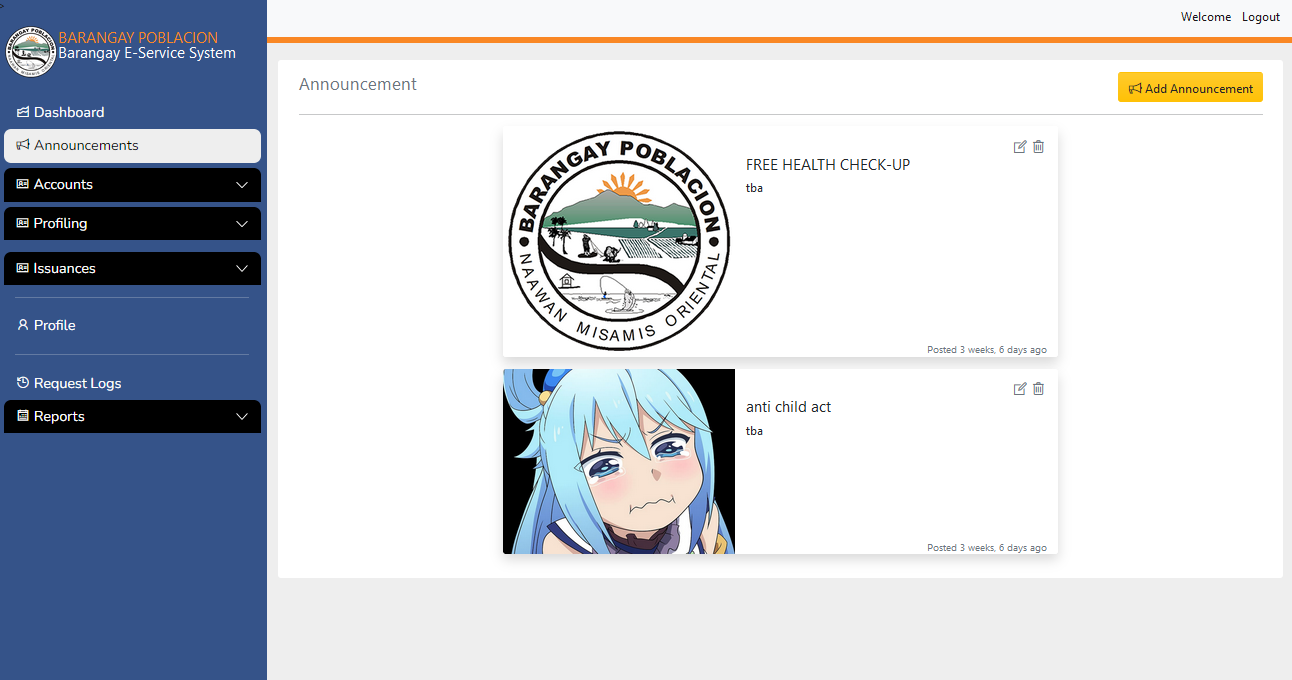 >
Welcome Logout
BARANGAY POBLACION
Barangay E-Service System
Dashboard
Announcements
Accounts
Profiling
Issuances
Profile
Request Logs
Reports
Announcement
Add Announcement
BARANGAY POBLACION
NAAWAN MISAMIS ORIENTAL
FREE HEALTH CHECK-UP
tba
Posted 3 weeks, 6 days ago
anti child act
tba
Posted 3 weeks, 6 days ago